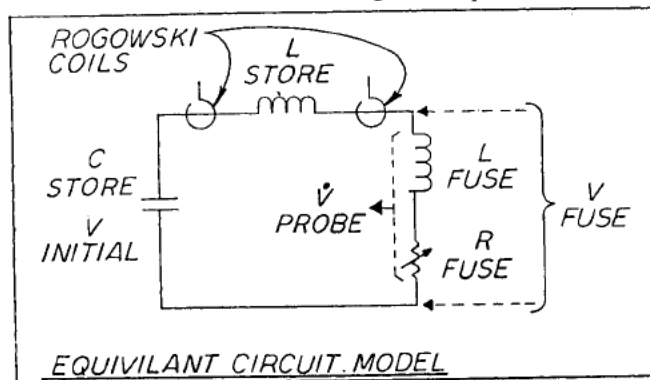 ROGOWSKI
COILS
L
STORE
C
STORE
V
INITIAL
V̇
PROBE
L
FUSE
R
FUSE
V
FUSE
EQUIVILANT CIRCUIT. MODEL